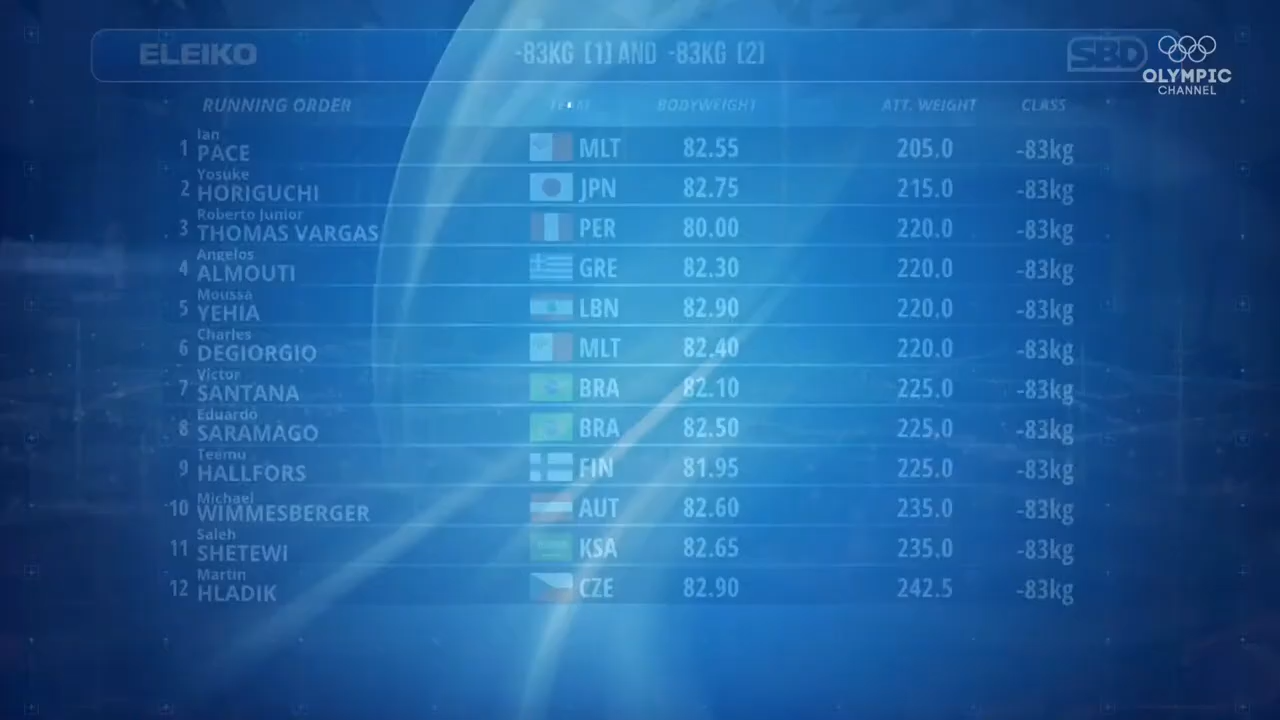 ELEIKO -83KG [1] AND -83KG [2] SBD
OLYMPIC
CHANNEL
RUNNING ORDER TEAM BODYWEIGHT ATT. WEIGHT CLASS
Ian
1 PACE MLT 82.55 205.0 -83kg
Yosuke
2 HORIGUCHI JPN 82.75 215.0 -83kg
Roberto Junior
3 THOMAS VARGAS PER 80.00 220.0 -83kg
Angelos
4 ALMOUTI GRE 82.30 220.0 -83kg
Moussa
5 YEHIA LBN 82.90 220.0 -83kg
Charles
6 DEGIORGIO MLT 82.40 220.0 -83kg
Victor
7 SANTANA BRA 82.10 225.0 -83kg
Eduardo
8 SARAMAGO BRA 82.50 225.0 -83kg
Teemu
9 HALLFORS FIN 81.95 225.0 -83kg
Michael
10 WIMMESBERGER AUT 82.60 235.0 -83kg
Saleh
11 SHETEWI KSA 82.65 235.0 -83kg
Martin
12 HLADIK CZE 82.90 242.5 -83kg